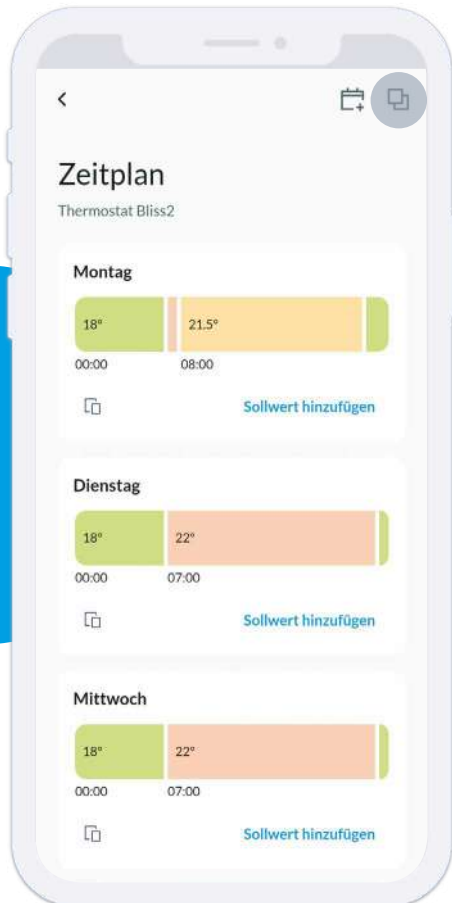 Zeitplan
Thermostat Bliss2
Montag
18° 21.5°
00:00 08:00
Sollwert hinzufügen
Dienstag
18° 22°
00:00 07:00
Sollwert hinzufügen
Mittwoch
18° 22°
00:00 07:00
Sollwert hinzufügen